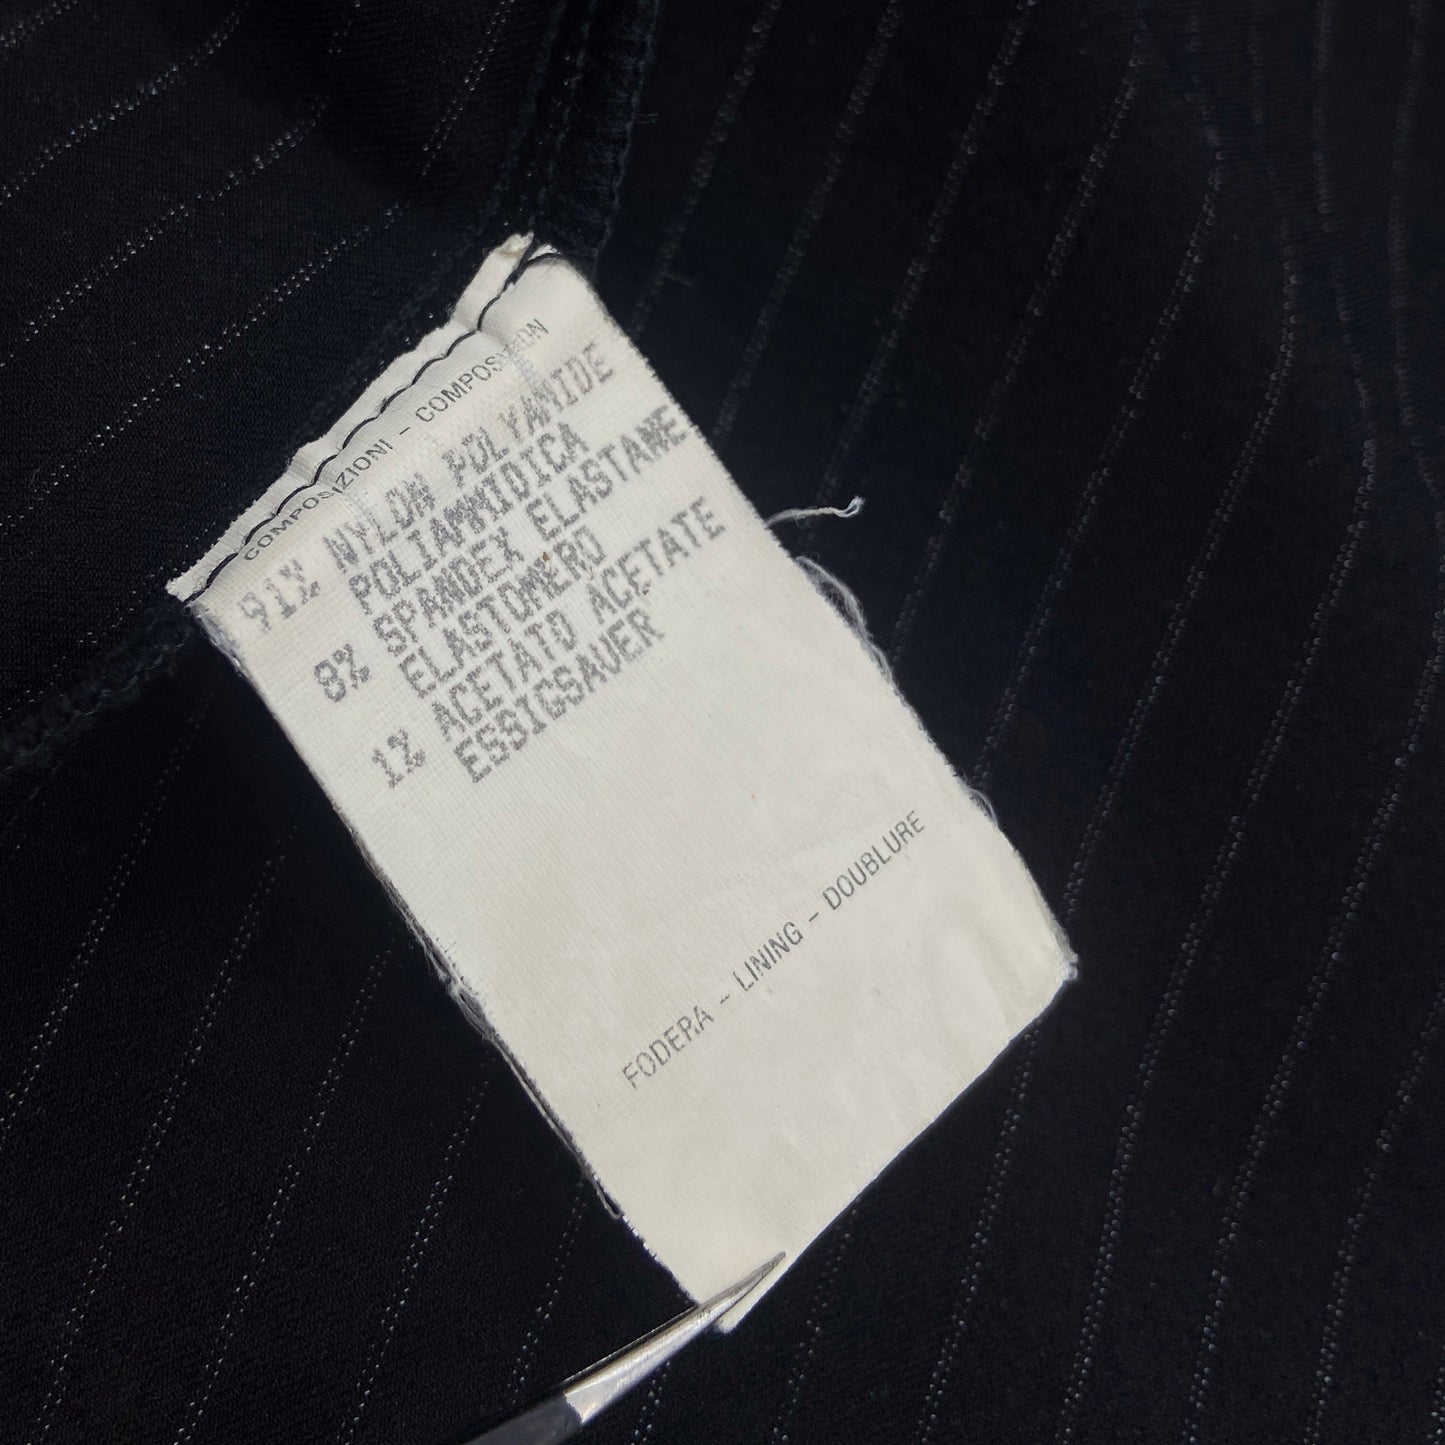 COMPOSIZIONI - COMPOSITION
91% NYLON POLYAMIDE
POLIAMMIDICA
8% SPANDEX ELASTANE
ELASTOMERO
1% ACETATO ACETATE
ESSIGSAUER
FODERA - LINING - DOUBLURE